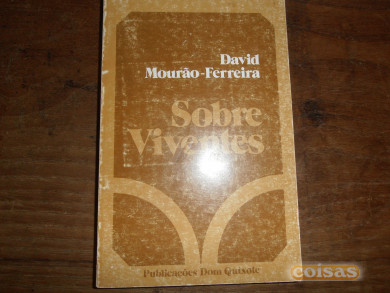 David
Mourão-Ferreira
Sobre
Viventes
Publicações Dom Quixote
coisas